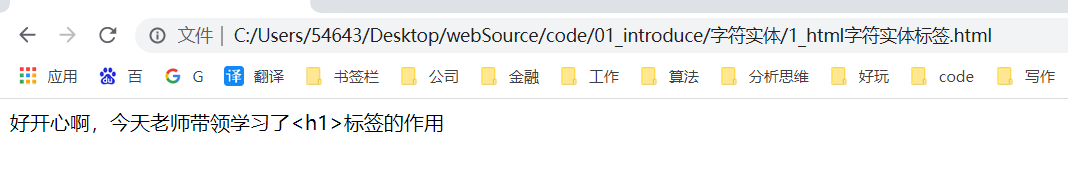 文件 | C:/Users/54643/Desktop/webSource/code/01_introduce/字符实体/1_html字符实体标签.html
应用 百 G 译 翻译 书签栏 公司 金融 工作 算法 分析思维 好玩 code 写作
好开心啊，今天老师带领学习了<h1>标签的作用